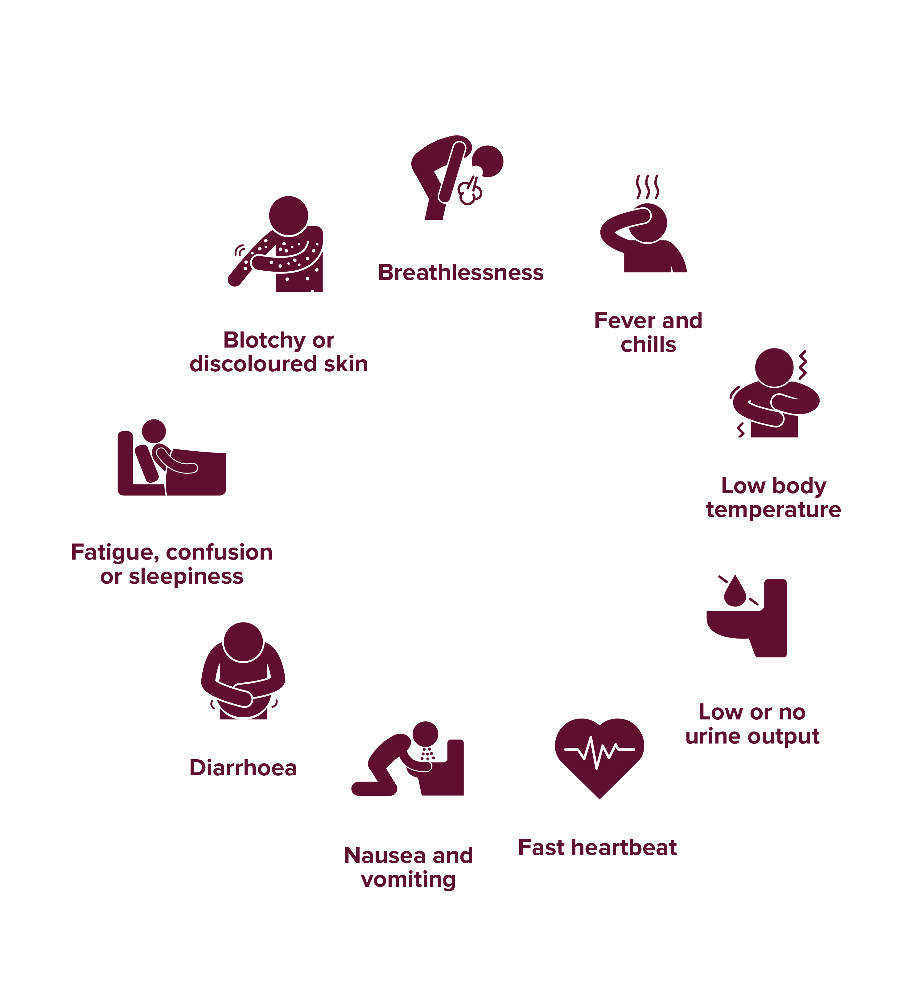 Breathlessness
Fever and
chills
Low body
temperature
Low or no
urine output
Fast heartbeat
Nausea and
vomiting
Diarrhoea
Fatigue, confusion
or sleepiness
Blotchy or
discoloured skin